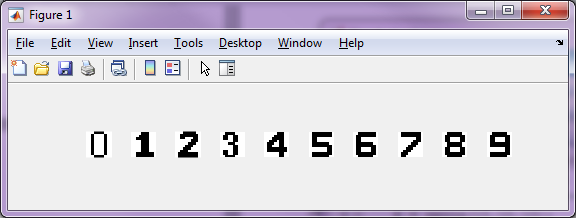 Figure 1
File Edit View Insert Tools Desktop Window Help
0 1 2 3 4 5 6 7 8 9